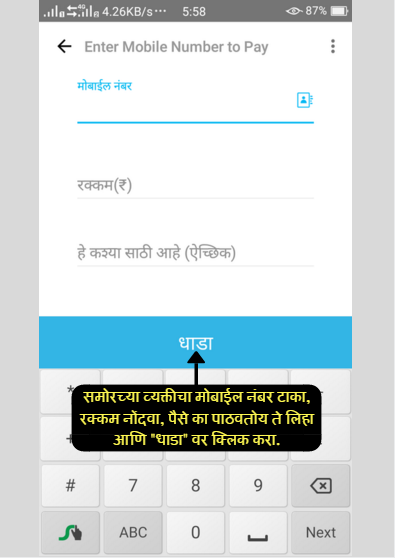 4G 4.26KB/s··· 5:58 87%
Enter Mobile Number to Pay
मोबाईल नंबर
रक्कम(₹)
हे कश्या साठी आहे (ऐच्छिक)
धाडा
समोरच्या व्यक्तीचा मोबाईल नंबर टाका,
रक्कम नोंदवा, पैसे का पाठवतोय ते लिहा
आणि "धाडा" वर क्लिक करा.
# 7 8 9
ABC 0 Next